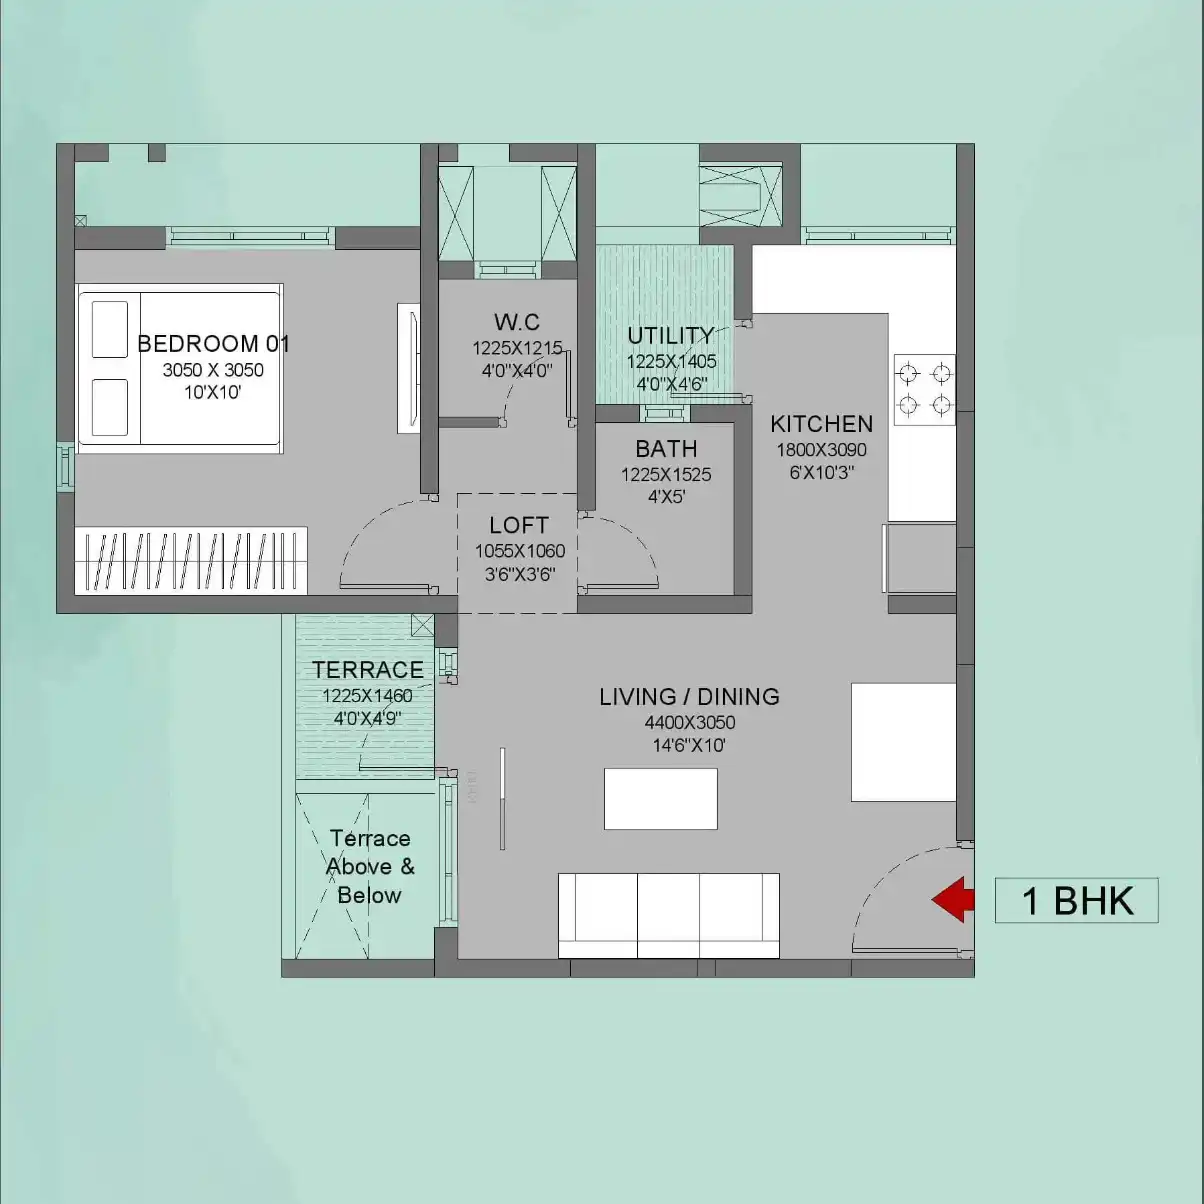 W.C
1225X1215
4'0"X4'0"
UTILITY
1225X1405
4'0"X4'6"
BEDROOM 01
3050 X 3050
10'X10'
KITCHEN
1800X3090
6'X10'3"
BATH
1225X1525
4'X5'
LOFT
1055X1060
3'6"X3'6"
TERRACE
1225X1460
4'0'X4'9"
LIVING / DINING
4400X3050
14'6"X10'
Terrace
Above &
Below
1 BHK